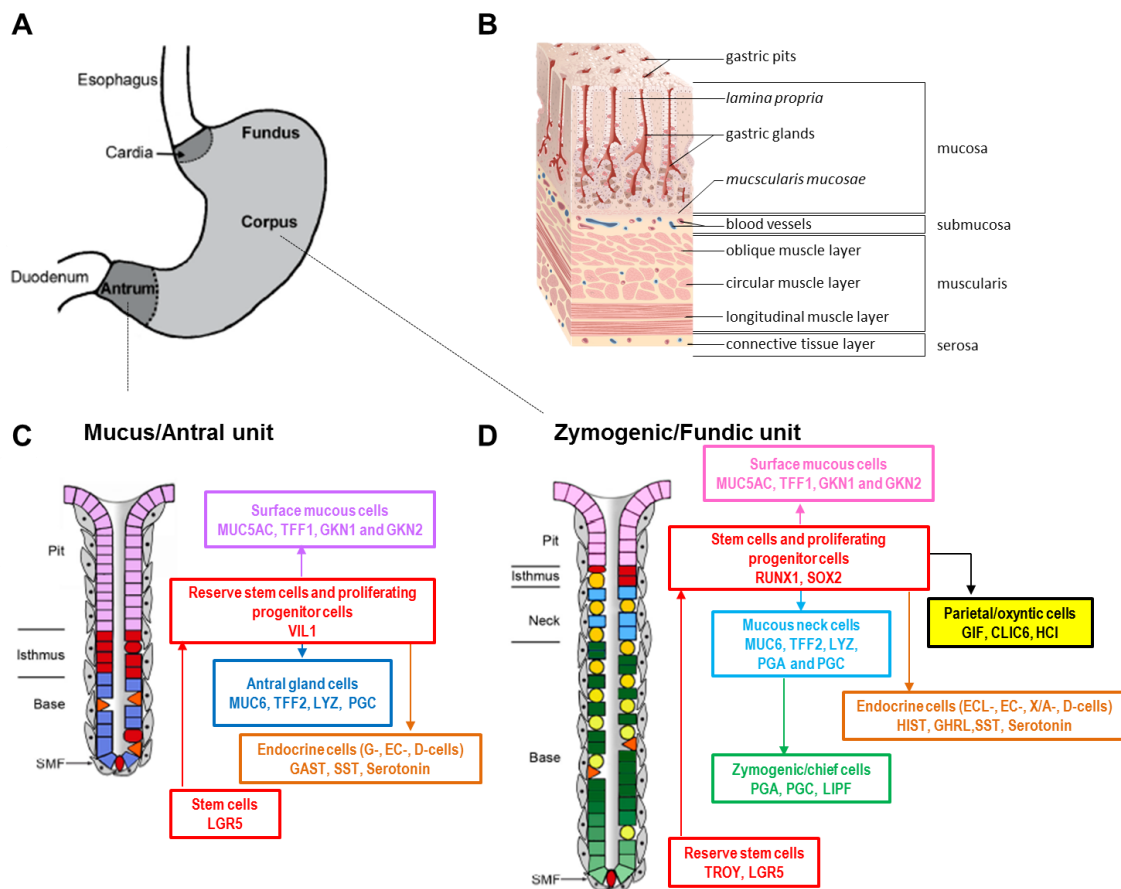 A
Esophagus
Cardia
Fundus
Corpus
Duodenum
Antrum
B
gastric pits
lamina propria
gastric glands
mucscularis mucosae
blood vessels
oblique muscle layer
circular muscle layer
longitudinal muscle layer
connective tissue layer
mucosa
submucosa
muscularis
serosa
C
Mucus/Antral unit
Pit
Isthmus
Base
SMF
Surface mucous cells
MUC5AC, TFF1, GKN1 and GKN2
Reserve stem cells and proliferating
progenitor cells
VIL1
Antral gland cells
MUC6, TFF2, LYZ, PGC
Endocrine cells (G-, EC-, D-cells)
GAST, SST, Serotonin
Stem cells
LGR5
D
Zymogenic/Fundic unit
Pit
Isthmus
Neck
Base
SMF
Surface mucous cells
MUC5AC, TFF1, GKN1 and GKN2
Stem cells and proliferating
progenitor cells
RUNX1, SOX2
Parietal/oxyntic cells
GIF, CLIC6, HCl
Mucous neck cells
MUC6, TFF2, LYZ,
PGA and PGC
Endocrine cells (ECL-, EC-, X/A-, D-cells)
HIST, GHRL,SST, Serotonin
Zymogenic/chief cells
PGA, PGC, LIPF
Reserve stem cells
TROY, LGR5